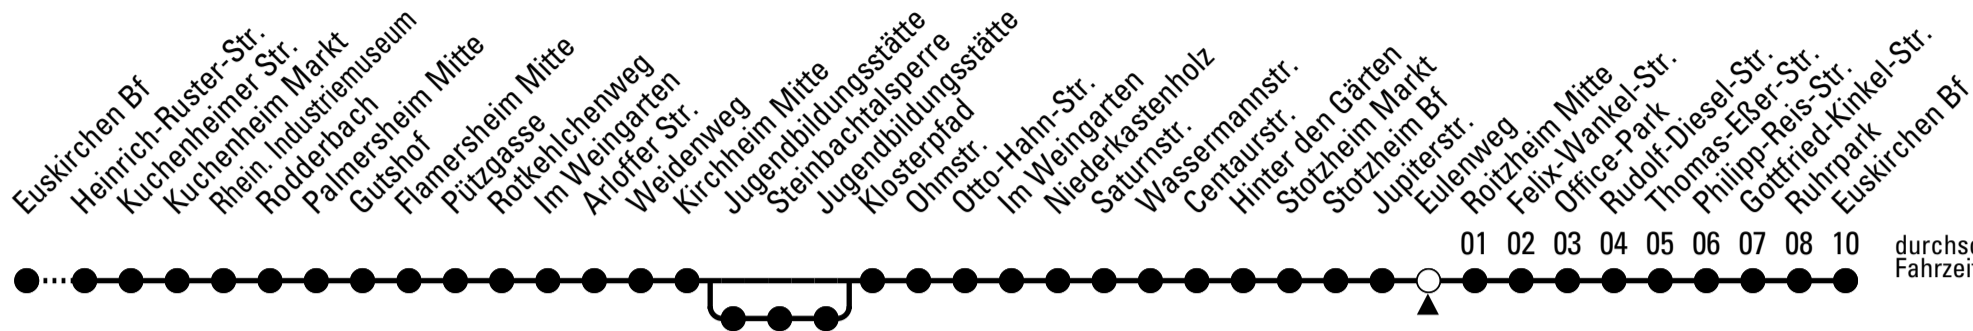 Euskirchen Bf
Heinrich-Ruster-Str.
Kuchenheimer Str.
Kuchenheim Markt
Rhein. Industriemuseum
Rodderbach
Palmersheim Mitte
Gutshof
Flamersheim Mitte
Pützgasse
Rotkehlchenweg
Im Weingarten
Arloffer Str.
Weidenweg
Kirchheim Mitte
Jugendbildungsstätte
Steinbachtalsperre
Jugendbildungsstätte
Klosterpfad
Ohmstr.
Otto-Hahn-Str.
Im Weingarten
Niederkastenholz
Saturnstr.
Wassermannstr.
Centaurstr.
Hinter den Gärten
Stotzheim Markt
Stotzheim Bf
Jupiterstr.
Eulenweg
Roitzheim Mitte
Felix-Wankel-Str.
Office-Park
Rudolf-Diesel-Str.
Thomas-Eßer-Str.
Philipp-Reis-Str.
Gottfried-Kinkel-Str.
Ruhrpark
Euskirchen Bf
01 02 03 04 05 06 07 08 10